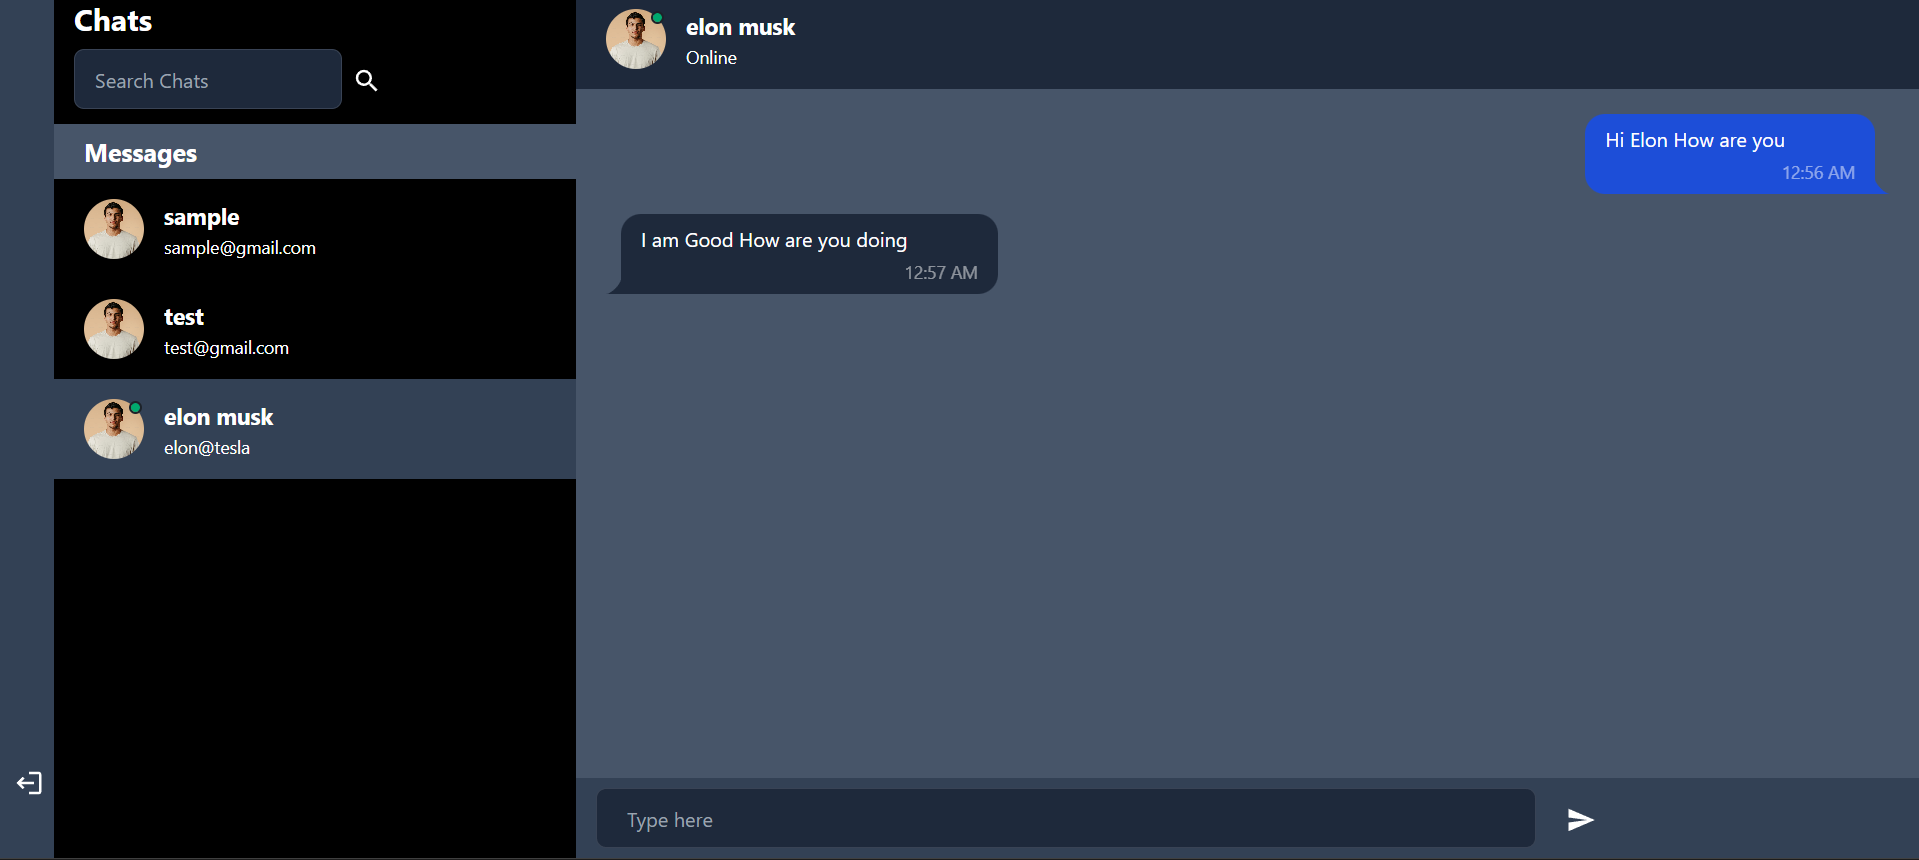 Chats
Search Chats
Messages
sample
sample@gmail.com
test
test@gmail.com
elon musk
elon@tesla
elon musk
Online
Hi Elon How are you
12:56 AM
I am Good How are you doing
12:57 AM
Type here